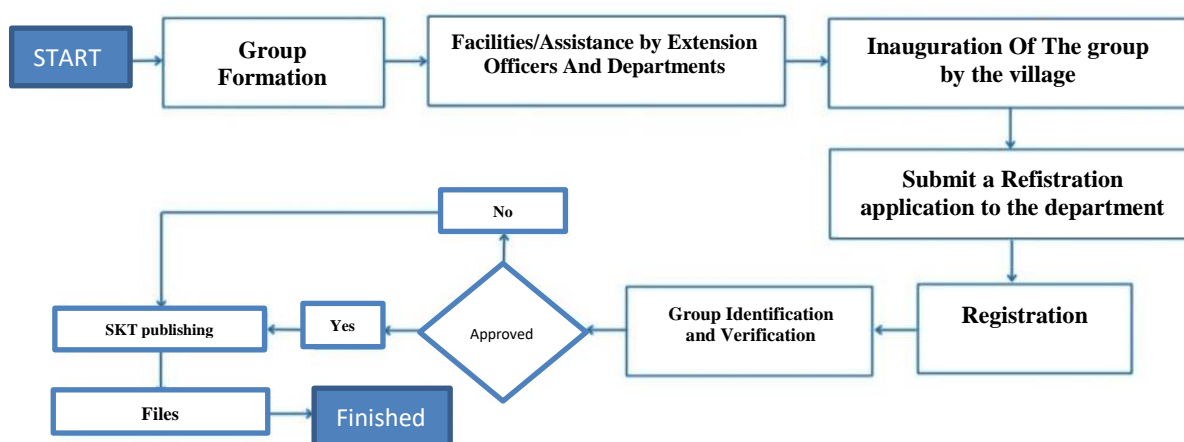 START
Group
Formation
Facilities/Assistance by Extension
Officers And Departments
Inauguration Of The group
by the village
Submit a Refistration
application to the department
Registration
Group Identification
and Verification
Approved
No
Yes
SKT publishing
Files
Finished